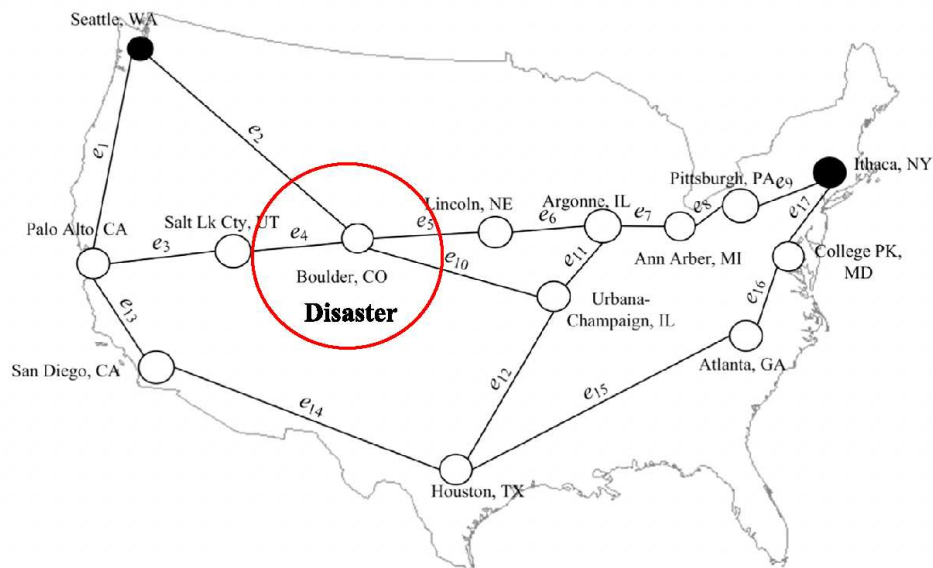 Seattle, WA
e2
e1
Ithaca, NY
Pittsburgh, PA
e9
e8
e17
Lincoln, NE
Argonne, IL
e7
e6
e5
Salt Lk Cty, UT
e4
Palo Alto, CA
e3
Ann Arber, MI
College PK,
MD
e11
e10
Boulder, CO
Disaster
Urbana-
Champaign, IL
e16
e13
San Diego, CA
Atlanta, GA
e12
e15
e14
Houston, TX